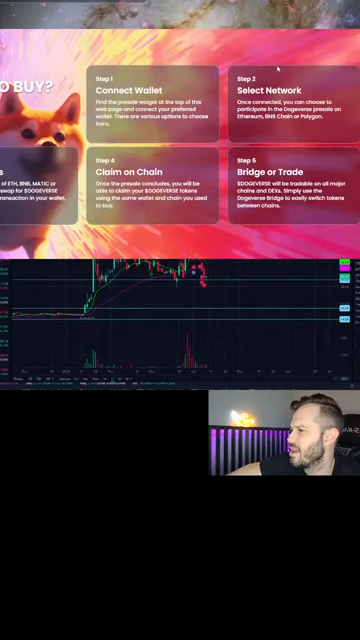 O BUY?
Step 1
Connect Wallet
Find the presale widget at the top of this
web page and connect your preferred
wallet. There are various options to choose
from.
Step 2
Select Network
Once connected, you can choose to
participate in the Dogeverse presale on
Ethereum, BNB Chain or Polygon.
s
of ETH, BNB, MATIC or
swap for $DOGEVERSE
ransaction in your wallet.
Step 4
Claim on Chain
Once the presale concludes, you will be
able to claim your $DOGEVERSE tokens
using the same wallet and chain you used
to buy.
Step 5
Bridge or Trade
$DOGEVERSE will be tradable on all major
chains and DEXs. Simply use the
Dogeverse Bridge to easily switch tokens
between chains.